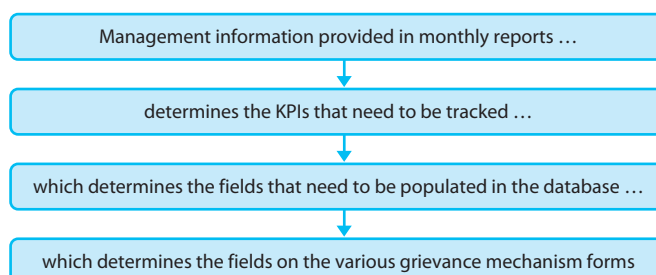 Management information provided in monthly reports …
determines the KPIs that need to be tracked …
which determines the fields that need to be populated in the database …
which determines the fields on the various grievance mechanism forms